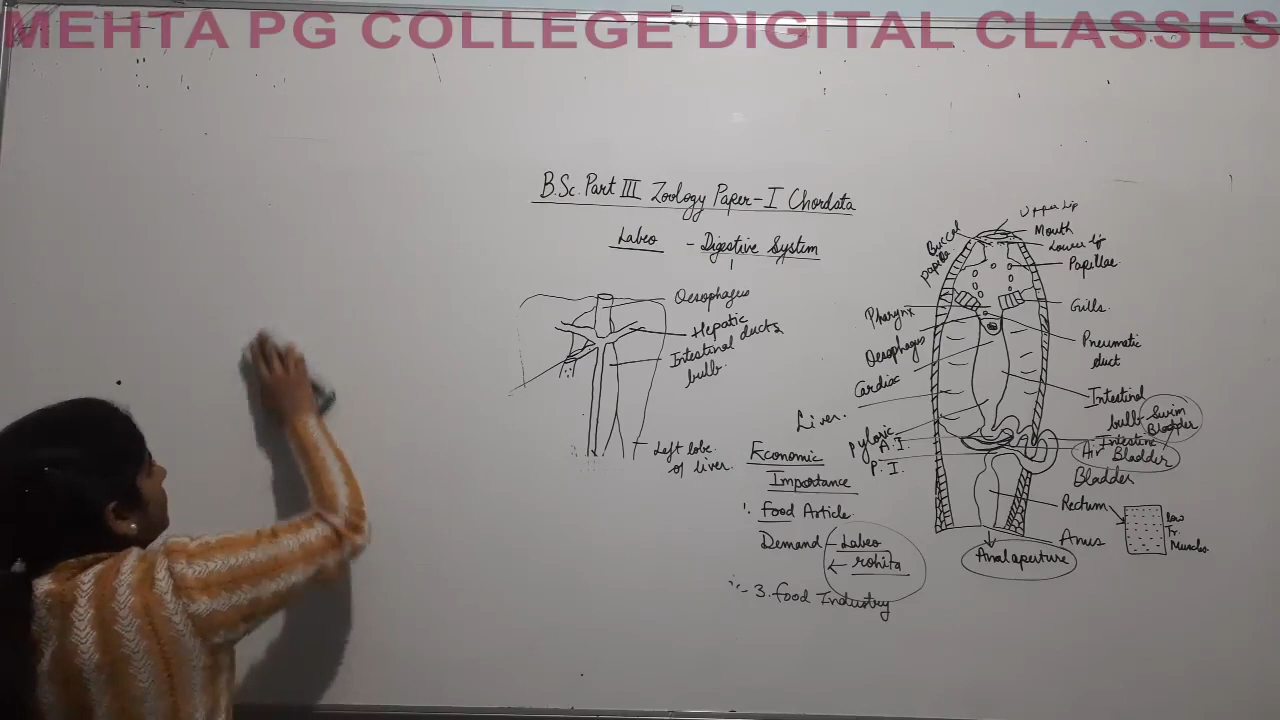 MEHTA PG COLLEGE DIGITAL CLASSES
B.Sc. Part III Zoology Paper-I Chordata
Labeo - Digestive System
Oesophagus
Hepatic ducts
Intestinal
bulb.
Left lobe
of liver.
Upper lip
Mouth
Buccal
papilla
Papillae
Gills
Pharynx
Oesophagus
Cardiac
Pneumatic
duct
Intestinal
bulb
Swim
Bladder
Liver.
Pyloric
A.I.
P.I.
Intestine
Air Bladder
Bladder
Rectum
Anus
Anal aperture
Muscles
Economic
Importance
1. Food Article
Demand - Labeo
← rohita
3. Food Industry